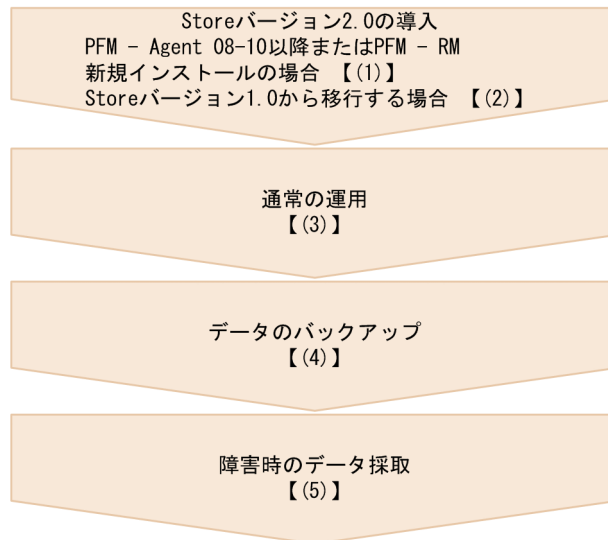 Storeバージョン2.0の導入
PFM - Agent 08-10以降またはPFM - RM
新規インストールの場合 【(1)】
Storeバージョン1.0から移行する場合 【(2)】
通常の運用
【(3)】
データのバックアップ
【(4)】
障害時のデータ採取
【(5)】